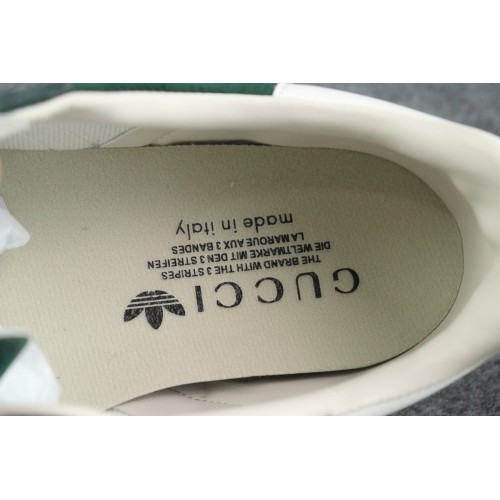 GUCCI
THE BRAND WITH THE 3 STRIPES
DIE WELTMARKE MIT DEN 3 STREIFEN
LA MARQUE AUX 3 BANDES
made in italy